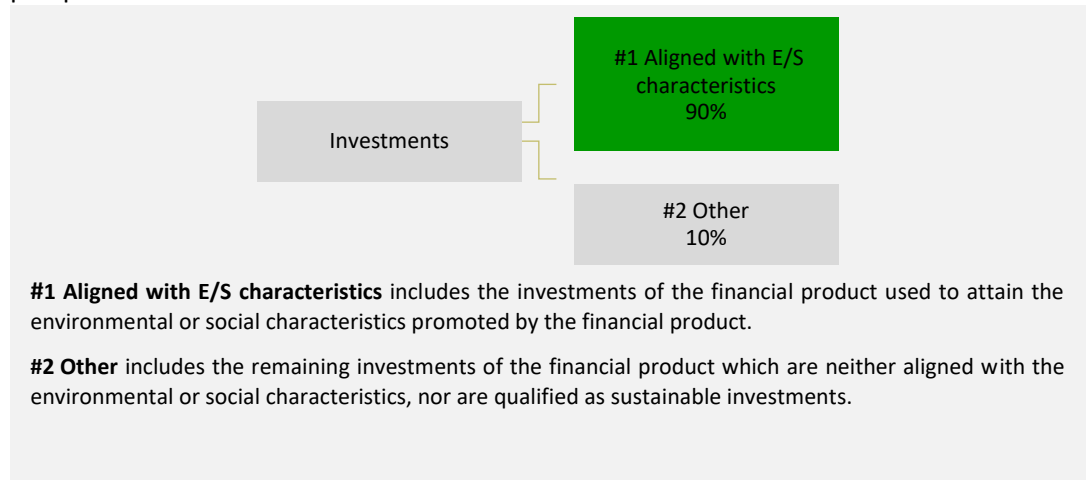 #1 Aligned with E/S
characteristics
90%
Investments
#2 Other
10%
#1 Aligned with E/S characteristics includes the investments of the financial product used to attain the
environmental or social characteristics promoted by the financial product.
#2 Other includes the remaining investments of the financial product which are neither aligned with the
environmental or social characteristics, nor are qualified as sustainable investments.